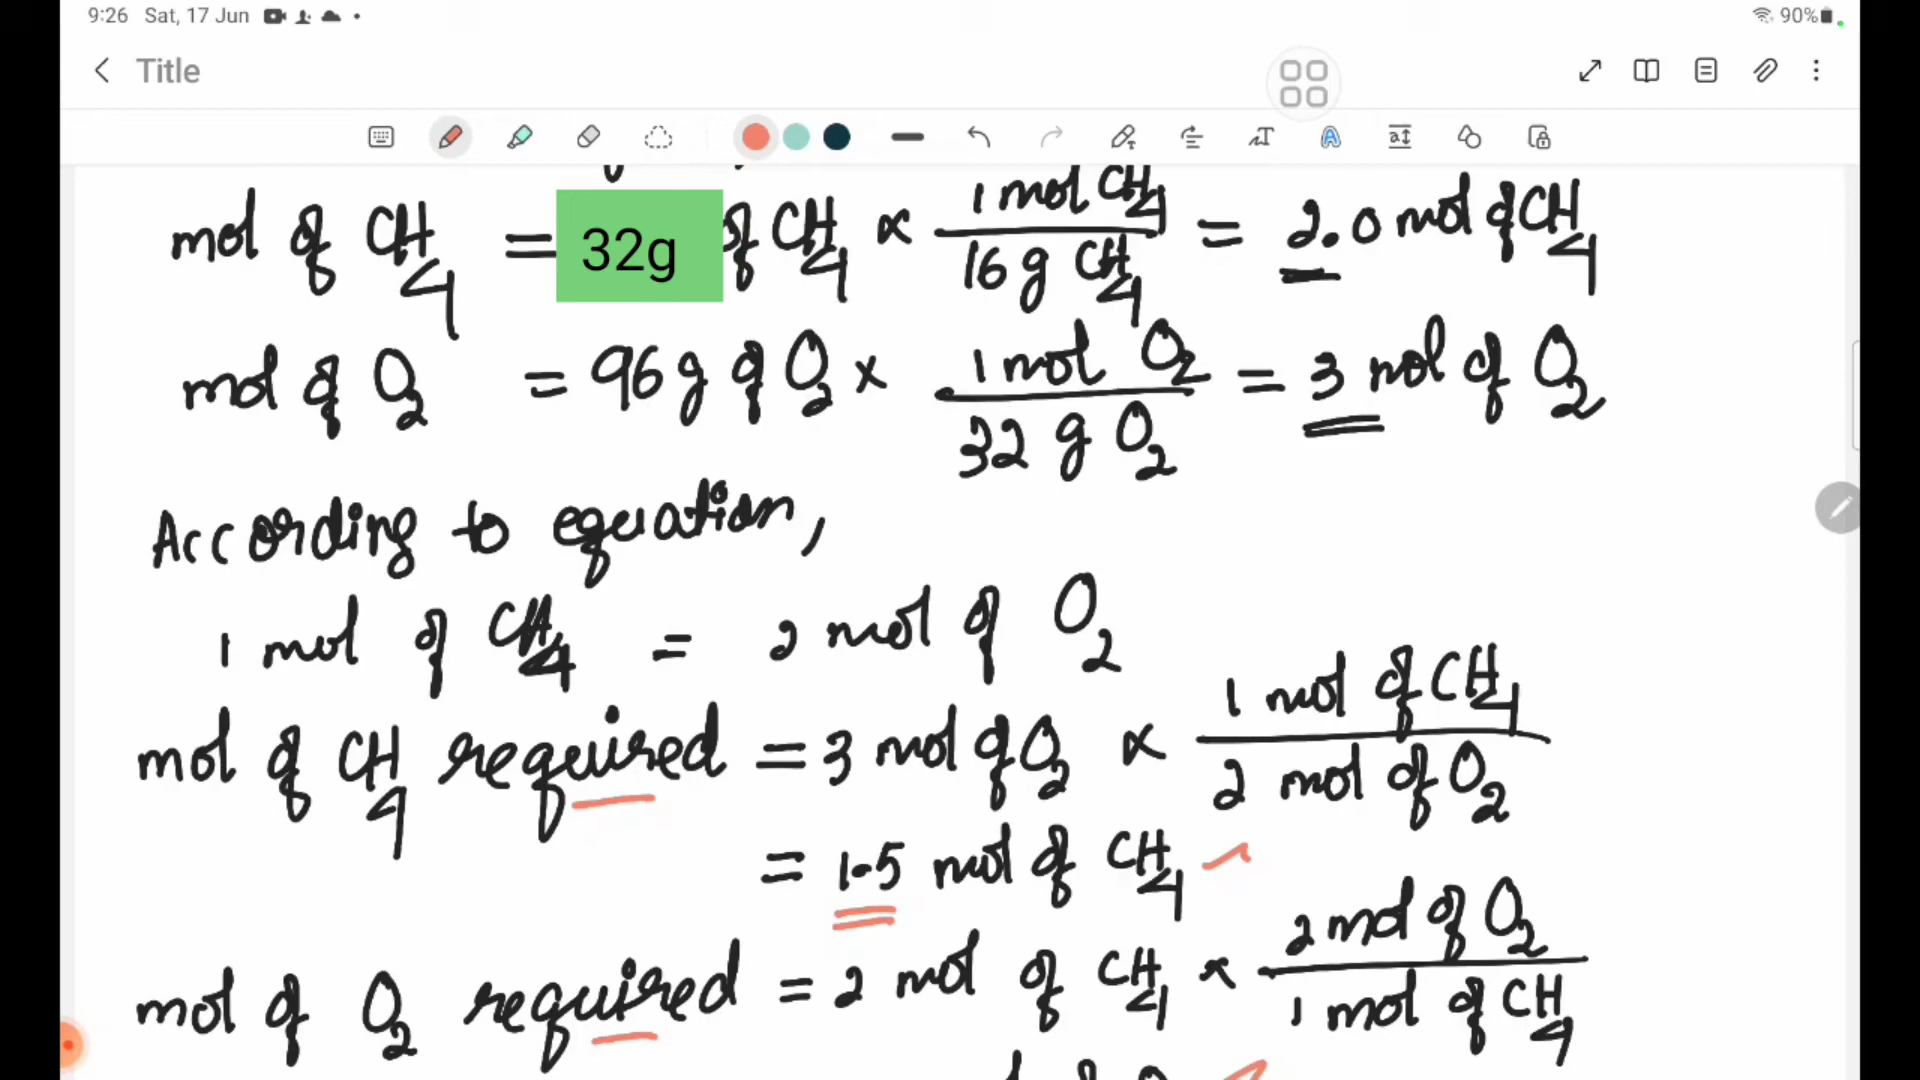 9:26 Sat, 17 Jun
90%
Title
mol of CH4 = 32g of CH4 × 1 mol CH4 / 16 g CH4 = 2.0 mol of CH4
mol of O2 = 96 g of O2 × 1 mol O2 / 32 g O2 = 3 mol of O2
According to equation,
1 mol of CH4 = 2 mol of O2
mol of CH4 required = 3 mol of O2 × 1 mol of CH4 / 2 mol of O2
= 1.5 mol of CH4
mol of O2 required = 2 mol of CH4 × 2 mol of O2 / 1 mol of CH4